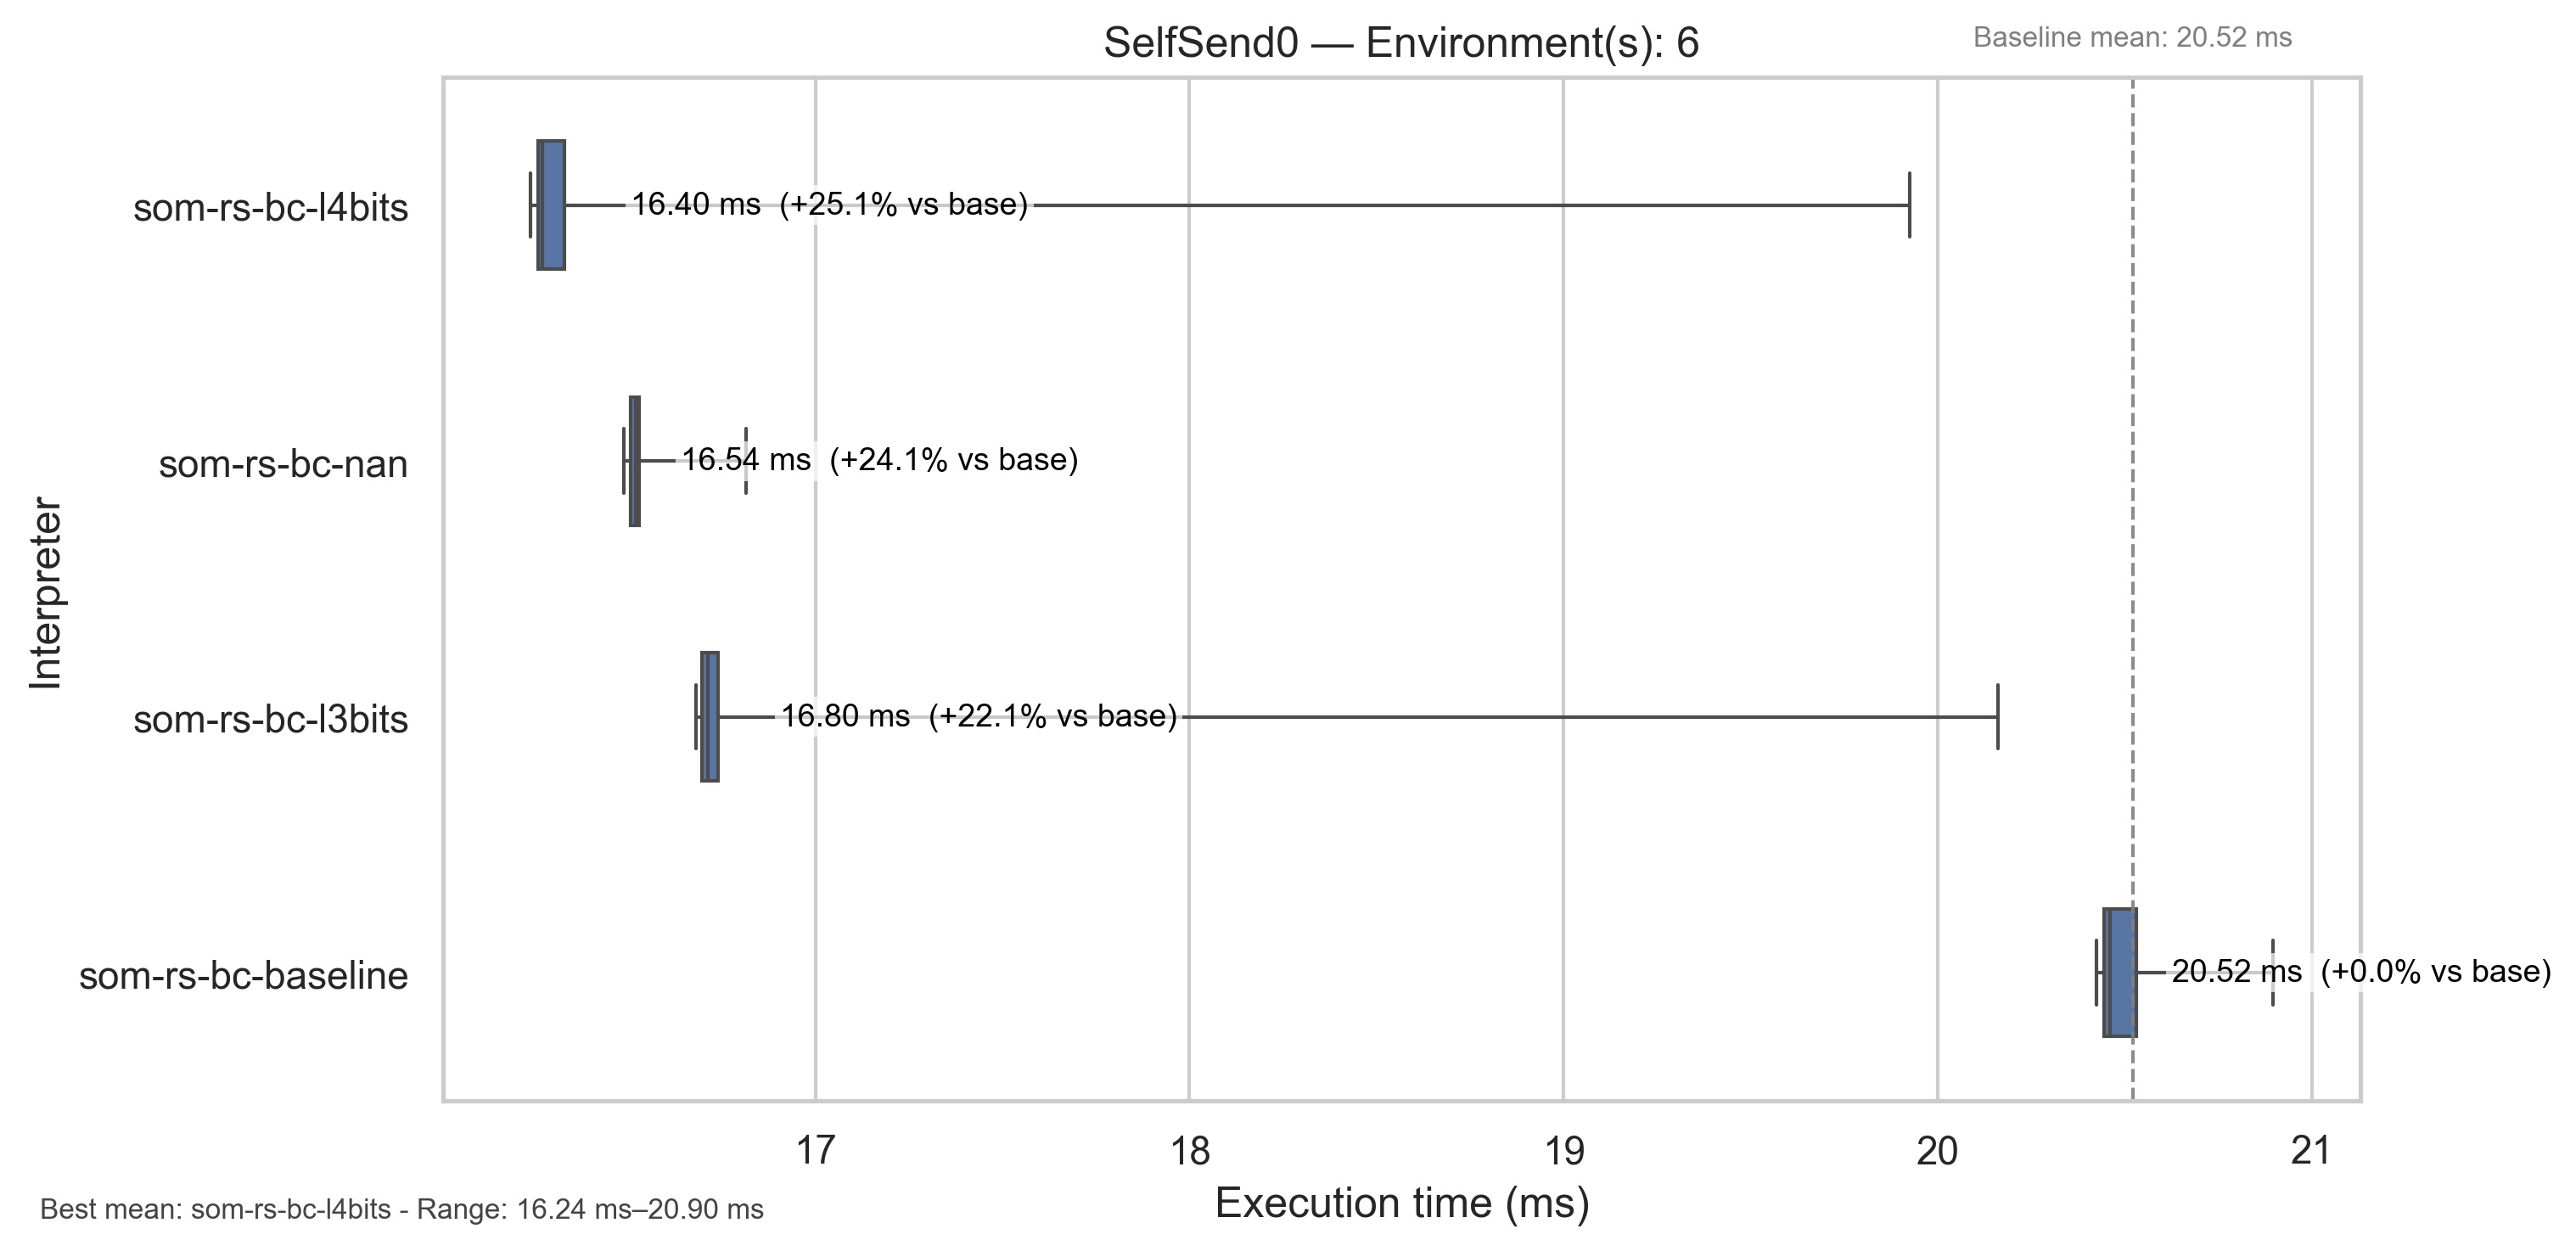 SelfSend0 — Environment(s): 6
Baseline mean: 20.52 ms
Interpreter
som-rs-bc-l4bits
16.40 ms (+25.1% vs base)
som-rs-bc-nan
16.54 ms (+24.1% vs base)
som-rs-bc-l3bits
16.80 ms (+22.1% vs base)
som-rs-bc-baseline
20.52 ms (+0.0% vs base)
17 18 19 20 21
Execution time (ms)
Best mean: som-rs-bc-l4bits - Range: 16.24 ms–20.90 ms